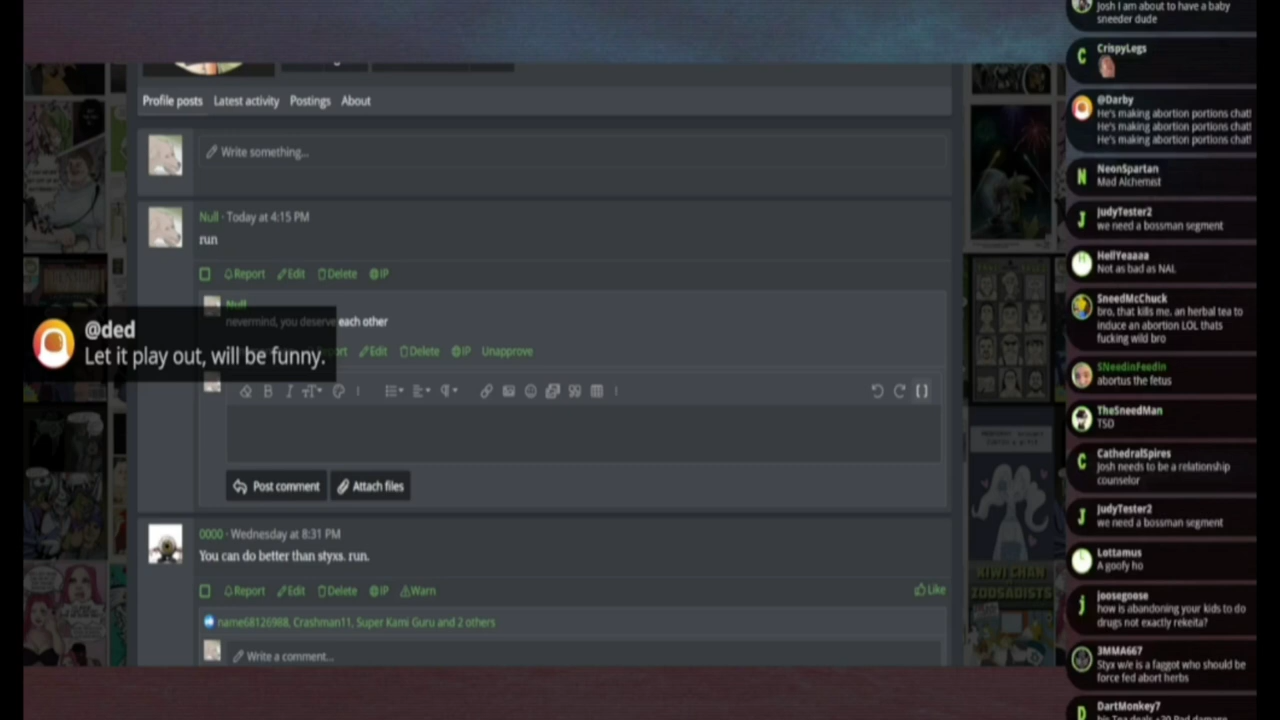 Profile posts Latest activity Postings About
Write something...
Null · Today at 4:15 PM
run
Report Edit Delete IP
Null
nevermind, you deserve each other
Edit Delete IP Unapprove
@ded
Let it play out, will be funny.
Post comment Attach files
0000 · Wednesday at 8:31 PM
You can do better than styxs. run.
Report Edit Delete IP Warn
Like
name68126988, Crashman11, Super Kami Guru and 2 others
Write a comment...
KIWI CHAN
ZOOSADISTS
Josh I am about to have a baby
sneeder dude
CrispyLegs
@Darby
He's making abortion portions chat!
He's making abortion portions chat!
He's making abortion portions chat!
NeonSpartan
Mad Alchemist
JudyTester2
we need a bossman segment
HellYeaaaa
Not as bad as NAL
SneedMcChuck
bro, that kills me. an herbal tea to
induce an abortion LOL thats
fucking wild bro
SNeedinFeedin
abortus the fetus
TheSneedMan
TSD
CathedralSpires
Josh needs to be a relationship
counselor
JudyTester2
we need a bossman segment
Lottamus
A goofy ho
joosegoose
how is abandoning your kids to do
drugs not exactly rekeita?
3MMA667
Styx w/e is a faggot who should be
force fed abort herbs
DartMonkey7